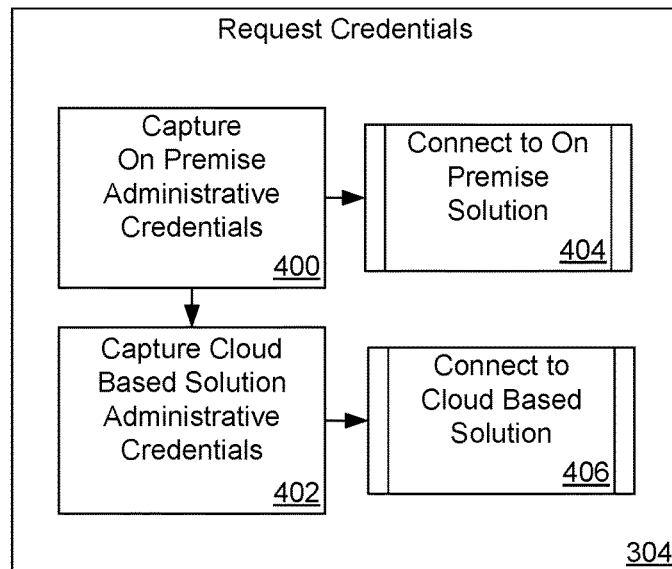 Request Credentials
Capture
On Premise
Administrative
Credentials
400
Connect to On
Premise
Solution
404
Capture Cloud
Based Solution
Administrative
Credentials
402
Connect to
Cloud Based
Solution
406
304